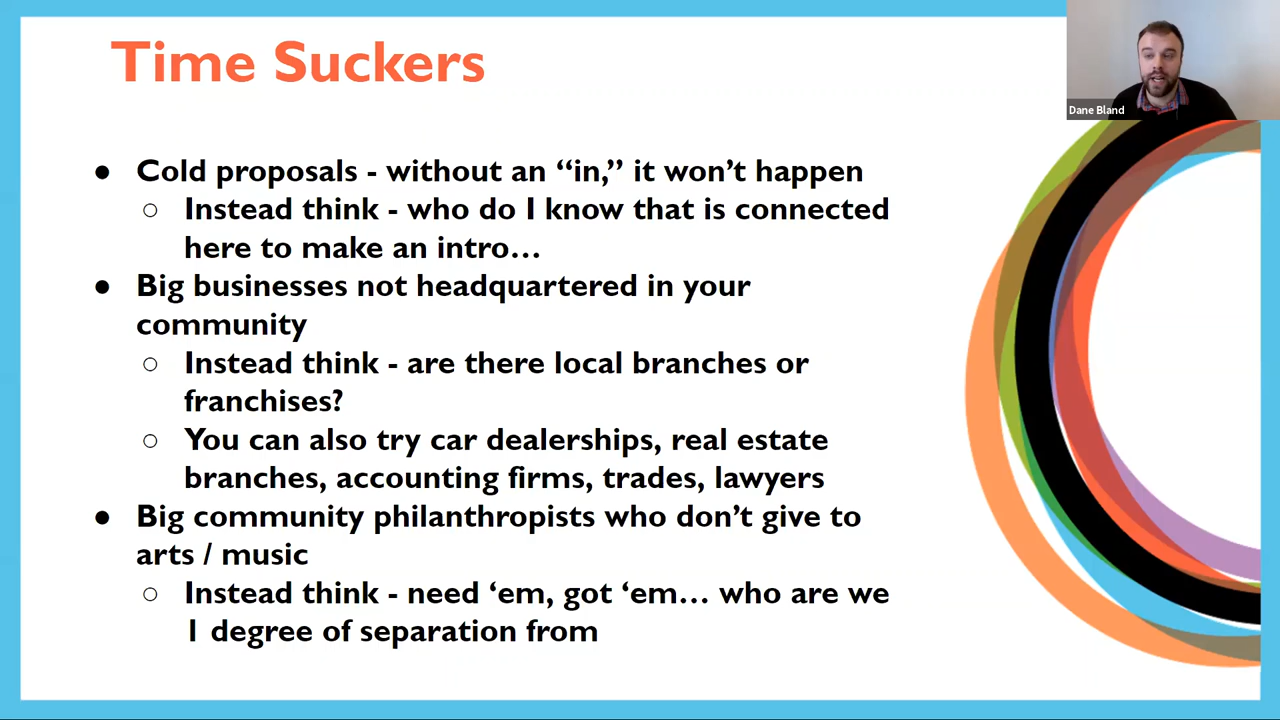 Time Suckers
Dane Bland
● Cold proposals - without an “in,” it won’t happen
○ Instead think - who do I know that is connected
here to make an intro…
● Big businesses not headquartered in your
community
○ Instead think - are there local branches or
franchises?
○ You can also try car dealerships, real estate
branches, accounting firms, trades, lawyers
● Big community philanthropists who don’t give to
arts / music
○ Instead think - need ‘em, got ‘em… who are we
1 degree of separation from